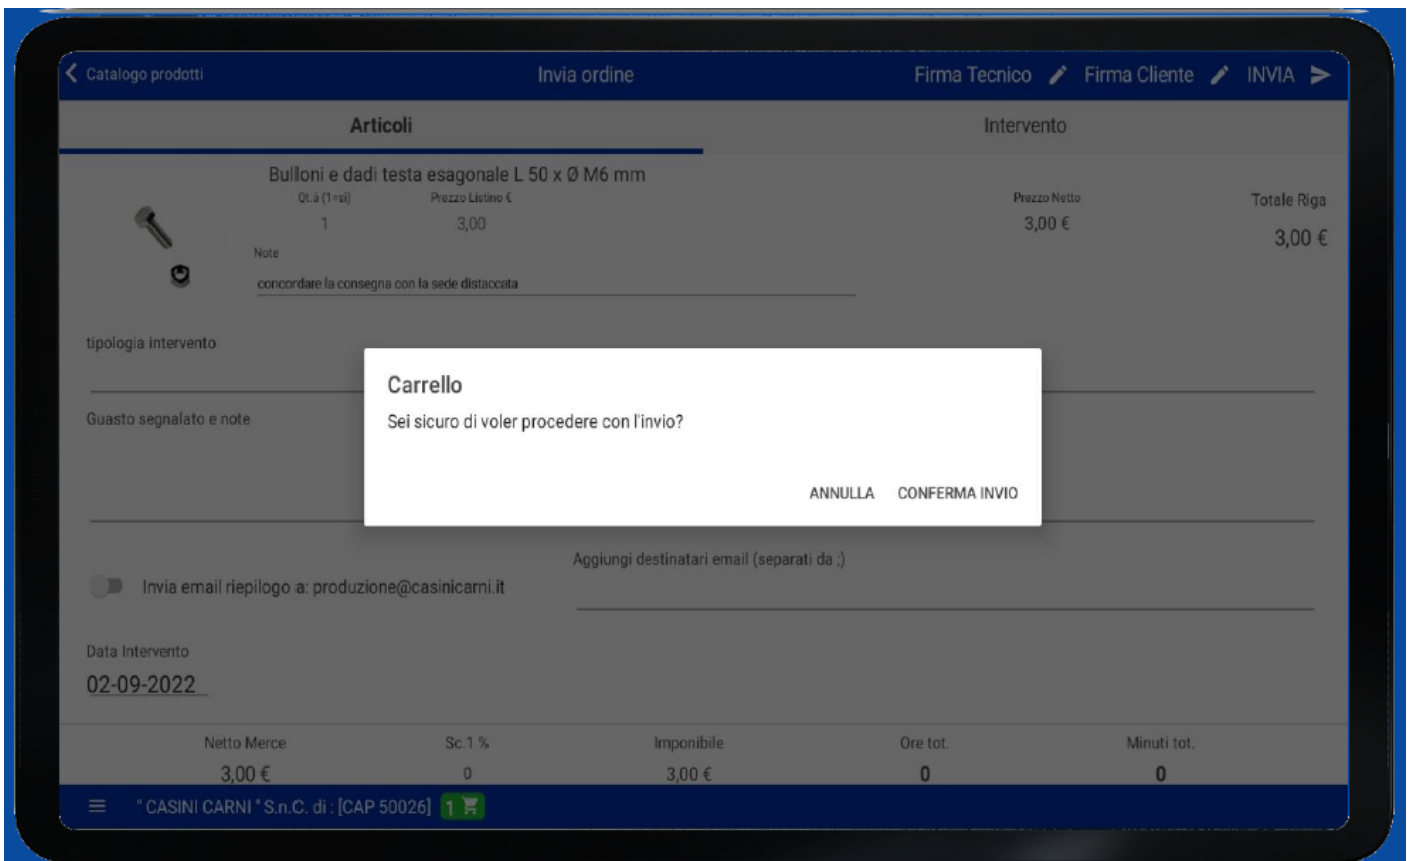 Catalogo prodotti Invia ordine Firma Tecnico Firma Cliente INVIA
Articoli Intervento
Bulloni e dadi testa esagonale L 50 x Ø M6 mm
Qt.à (1=si) Prezzo Listino € Prezzo Netto Totale Riga
1 3,00 3,00 € 3,00 €
Note
concordare la consegna con la sede distaccata
tipologia intervento
Carrello
Sei sicuro di voler procedere con l'invio?
Guasto segnalato e note
ANNULLA CONFERMA INVIO
Aggiungi destinatari email (separati da ;)
Invia email riepilogo a: produzione@casinicarni.it
Data Intervento
02-09-2022
Netto Merce Sc.1 % Imponibile Ore tot. Minuti tot.
3,00 € 0 3,00 € 0 0
" CASINI CARNI " S.n.C. di : [CAP 50026] 1